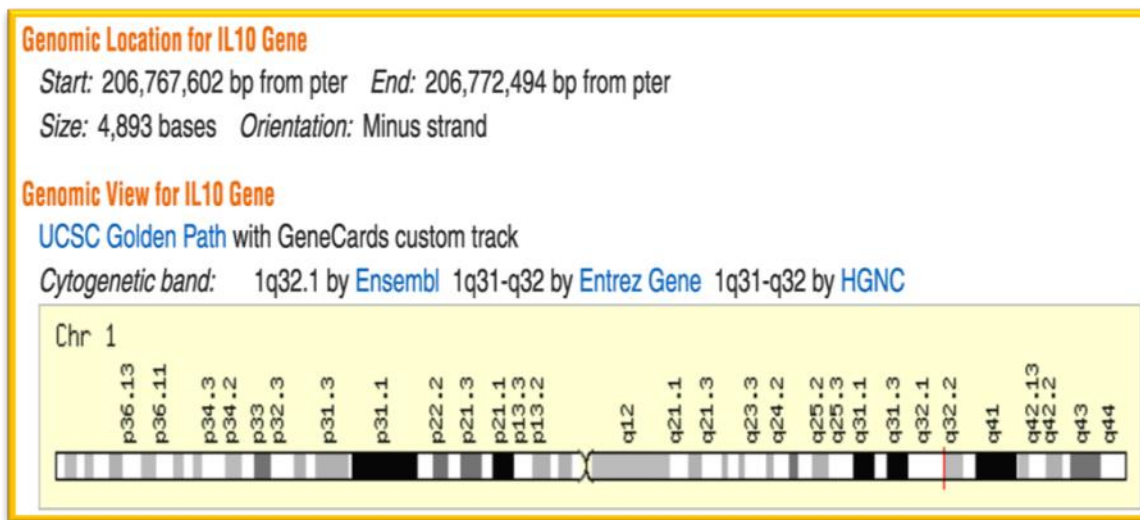 Genomic Location for IL10 Gene
Start: 206,767,602 bp from pter End: 206,772,494 bp from pter
Size: 4,893 bases Orientation: Minus strand
Genomic View for IL10 Gene
UCSC Golden Path with GeneCards custom track
Cytogenetic band: 1q32.1 by Ensembl 1q31-q32 by Entrez Gene 1q31-q32 by HGNC
Chr 1
p36.13 p36.11 p34.3 p34.2 p33 p32.3 p31.3 p31.1 p22.2 p21.3 p21.1 p13.3 p13.2 q12 q21.1 q21.3 q23.3 q24.2 q25.2 q25.3 q31.1 q31.3 q32.1 q32.2 q41 q42.13 q42.2 q43 q44